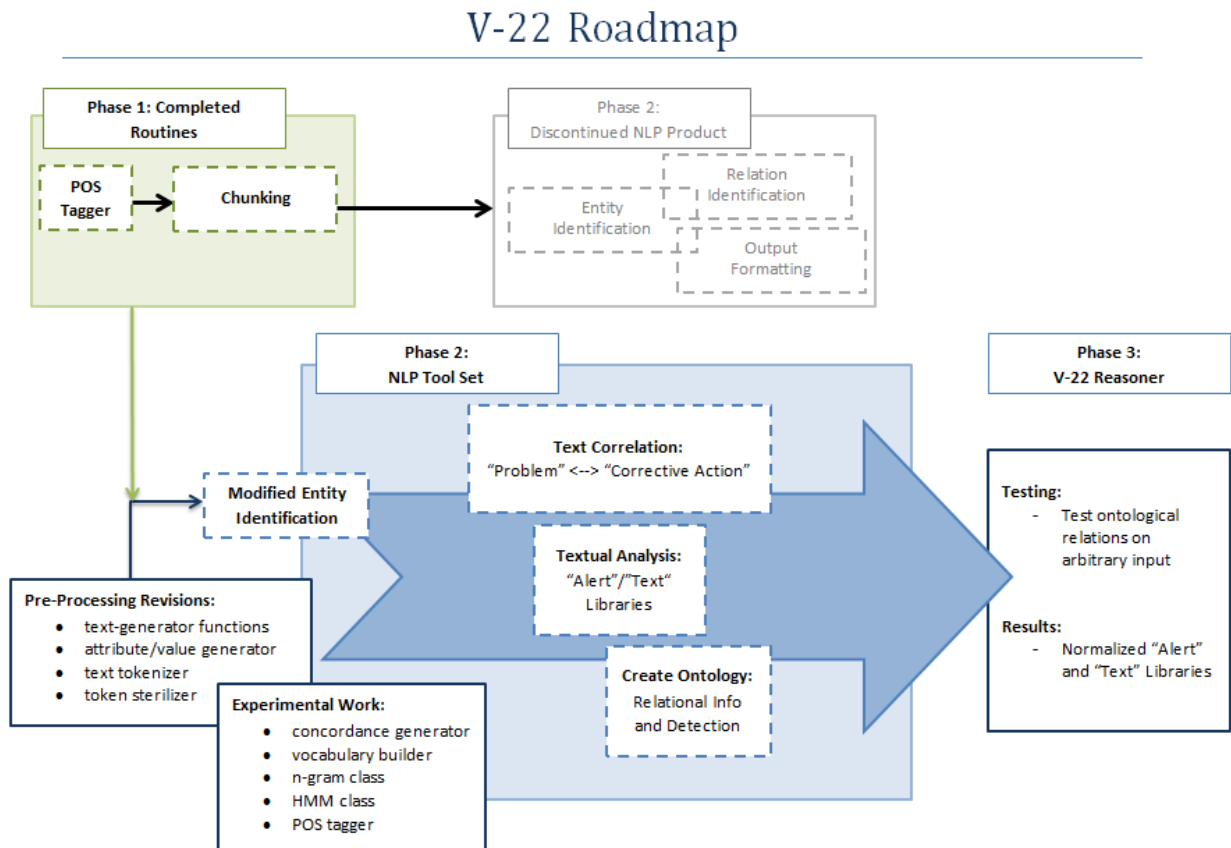 V-22 Roadmap
Phase 1: Completed
Routines
POS
Tagger
Chunking
Phase 2:
Discontinued NLP Product
Relation
Identification
Entity
Identification
Output
Formatting
Phase 2:
NLP Tool Set
Text Correlation:
“Problem” <--> “Corrective Action”
Modified Entity
Identification
Textual Analysis:
“Alert”/”Text“
Libraries
Create Ontology:
Relational Info
and Detection
Pre-Processing Revisions:
• text-generator functions
• attribute/value generator
• text tokenizer
• token sterilizer
Experimental Work:
• concordance generator
• vocabulary builder
• n-gram class
• HMM class
• POS tagger
Phase 3:
V-22 Reasoner
Testing:
- Test ontological
relations on
arbitrary input
Results:
- Normalized “Alert”
and “Text” Libraries